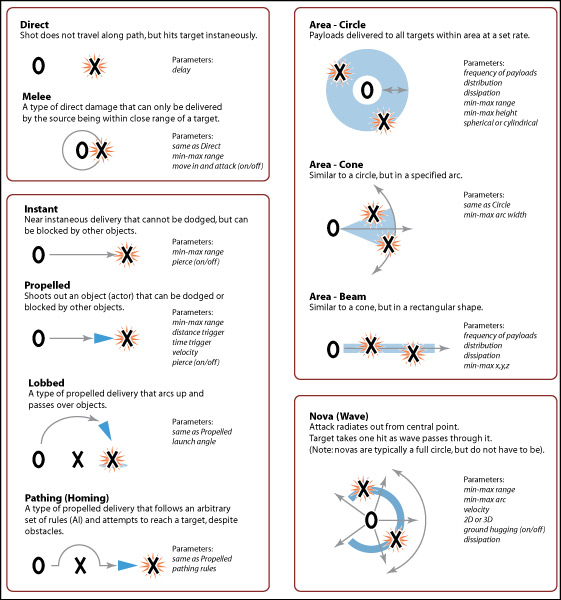 Direct
Shot does not travel along path, but hits target instaneously.
O X
Parameters:
delay
Melee
A type of direct damage that can only be delivered
by the source being within close range of a target.
O X
Parameters:
same as Direct
min-max range
move in and attack (on/off)
Instant
Near instaneous delivery that cannot be dodged, but can
be blocked by other objects.
O X
Parameters:
min-max range
pierce (on/off)
Propelled
Shoots out an object (actor) that can be dodged or
blocked by other objects.
O X
Parameters:
min-max range
distance trigger
time trigger
velocity
pierce (on/off)
Lobbed
A type of propelled delivery that arcs up and
passes over objects.
O X X
Parameters:
same as Propelled
launch angle
Pathing (Homing)
A type of propelled delivery that follows an arbitrary
set of rules (AI) and attempts to reach a target, despite
obstacles.
O X X
Parameters:
same as Propelled
pathing rules
Area - Circle
Payloads delivered to all targets within area at a set rate.
X O X
Parameters:
frequency of payloads
distribution
dissipation
min-max range
min-max height
spherical or cylindrical
Area - Cone
Similar to a circle, but in a specified arc.
O X X
Parameters:
same as Circle
min-max arc width
Area - Beam
Similar to a cone, but in a rectangular shape.
O X X
Parameters:
frequency of payloads
distribution
dissipation
min-max x,y,z
Nova (Wave)
Attack radiates out from central point.
Target takes one hit as wave passes through it.
(Note: novas are typically a full circle, but do not have to be).
X O X
Parameters:
min-max range
min-max arc
velocity
2D or 3D
ground hugging (on/off)
dissipation